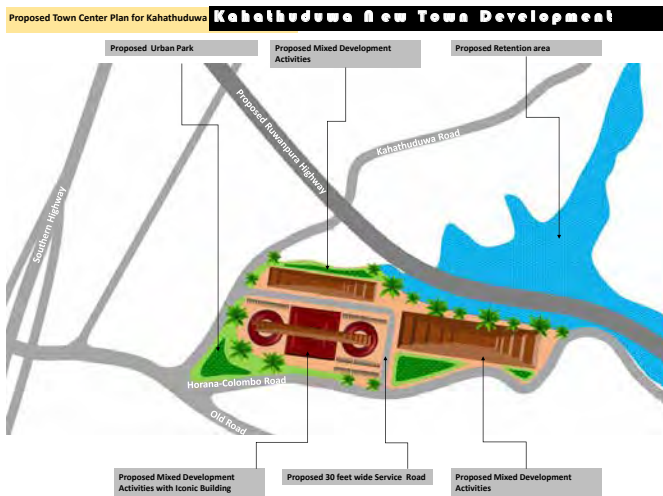 Proposed Town Center Plan for Kahathuduwa
Kahathuduwa New Town Development
Proposed Urban Park
Proposed Mixed Development
Activities
Proposed Retention area
Proposed Ruwanpura Highway
Kahathuduwa Road
Southern Highway
Horana-Colombo Road
Old Road
Proposed Mixed Development
Activities with Iconic Building
Proposed 30 feet wide Service Road
Proposed Mixed Development
Activities